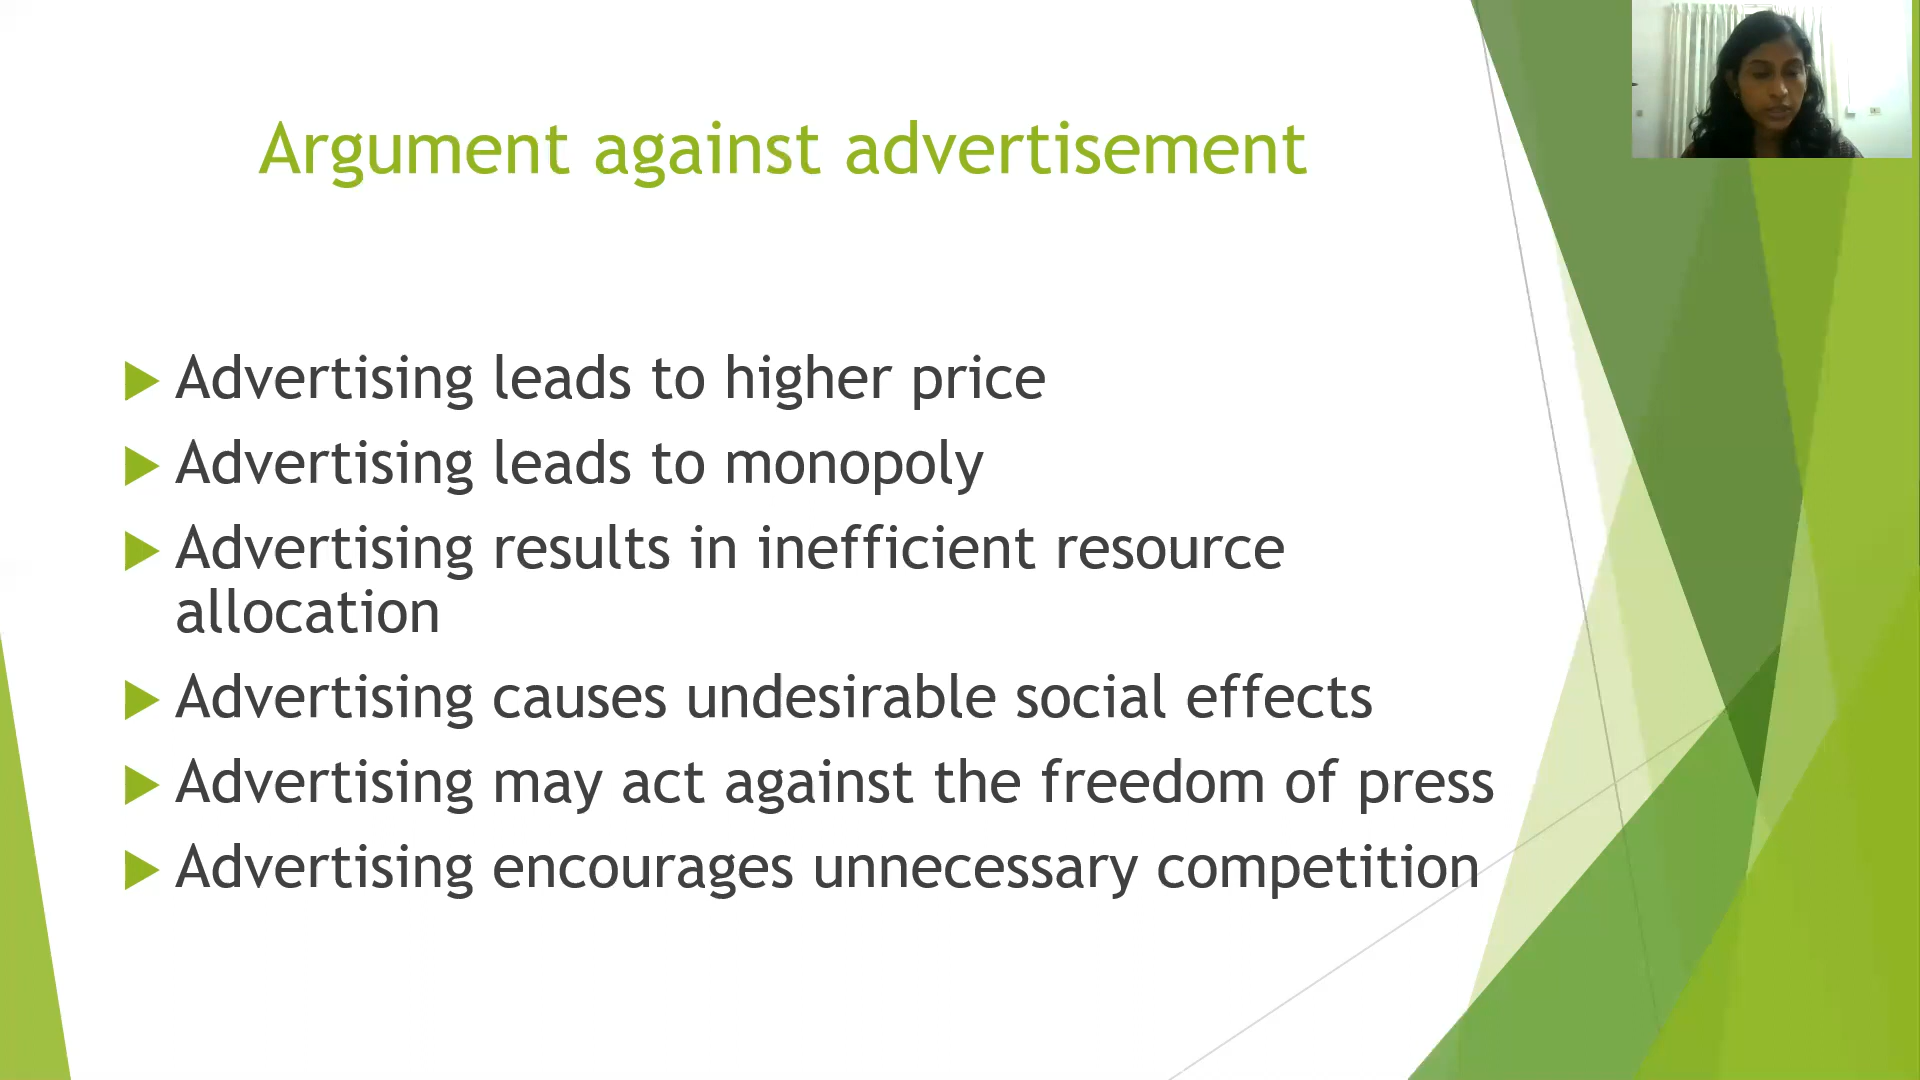 Argument against advertisement
Advertising leads to higher price
Advertising leads to monopoly
Advertising results in inefficient resource
allocation
Advertising causes undesirable social effects
Advertising may act against the freedom of press
Advertising encourages unnecessary competition